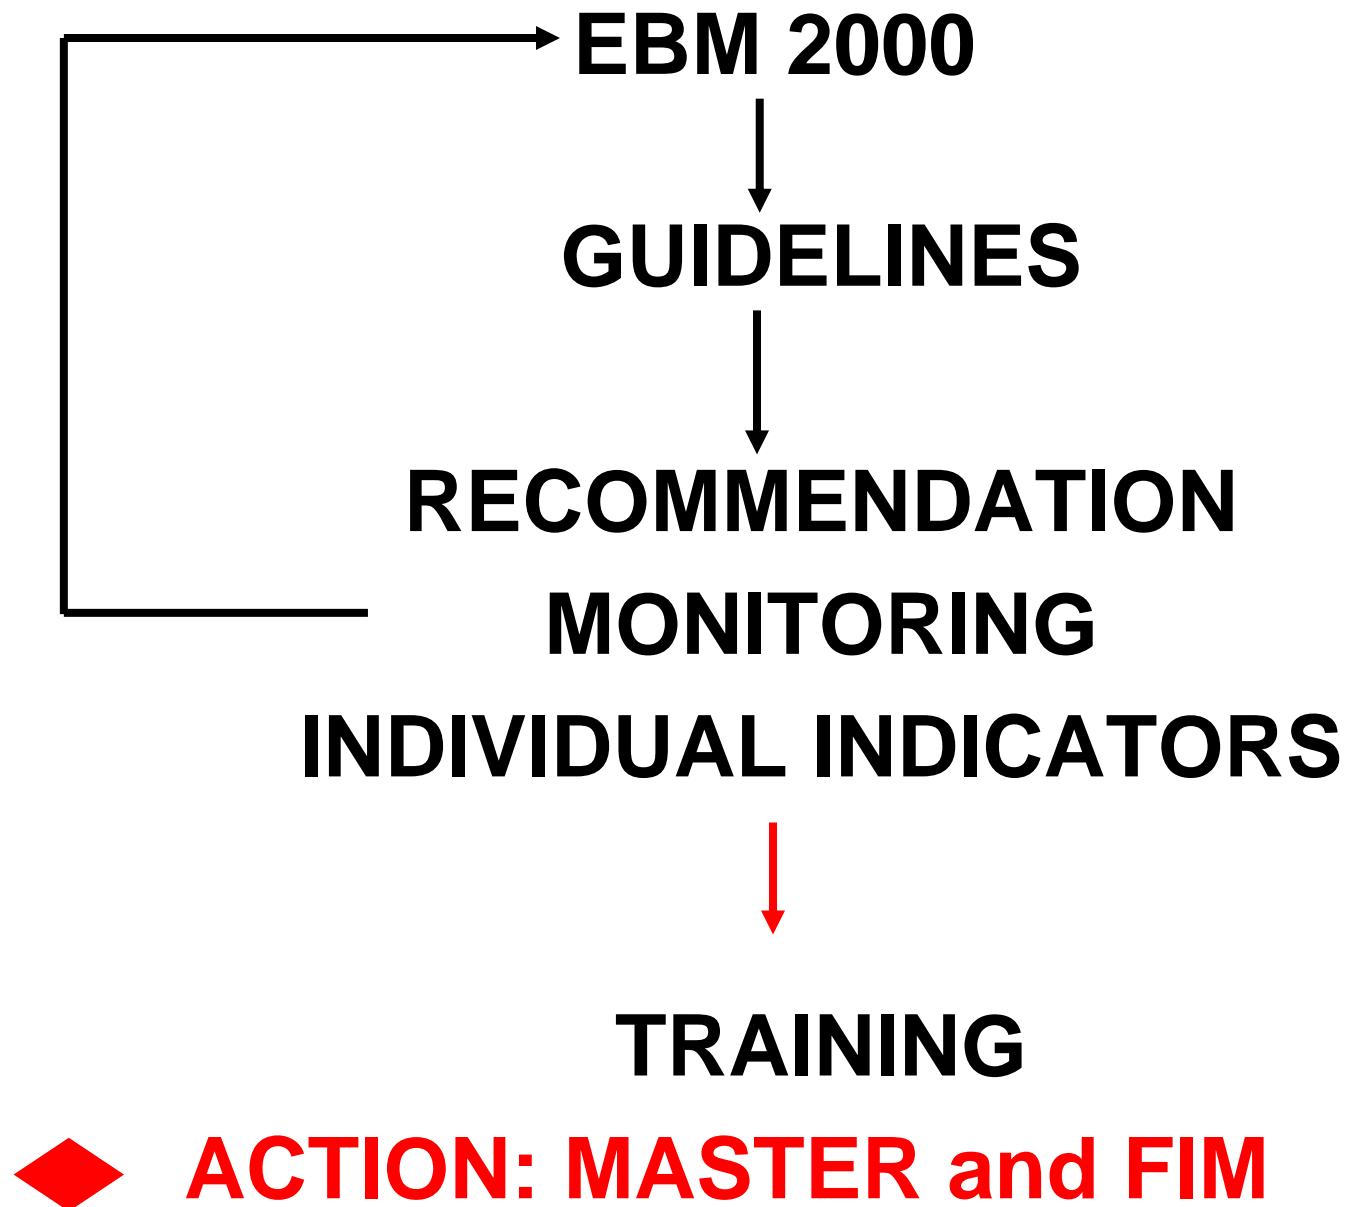 EBM 2000
GUIDELINES
RECOMMENDATION
MONITORING
INDIVIDUAL INDICATORS
TRAINING
ACTION: MASTER and FIM